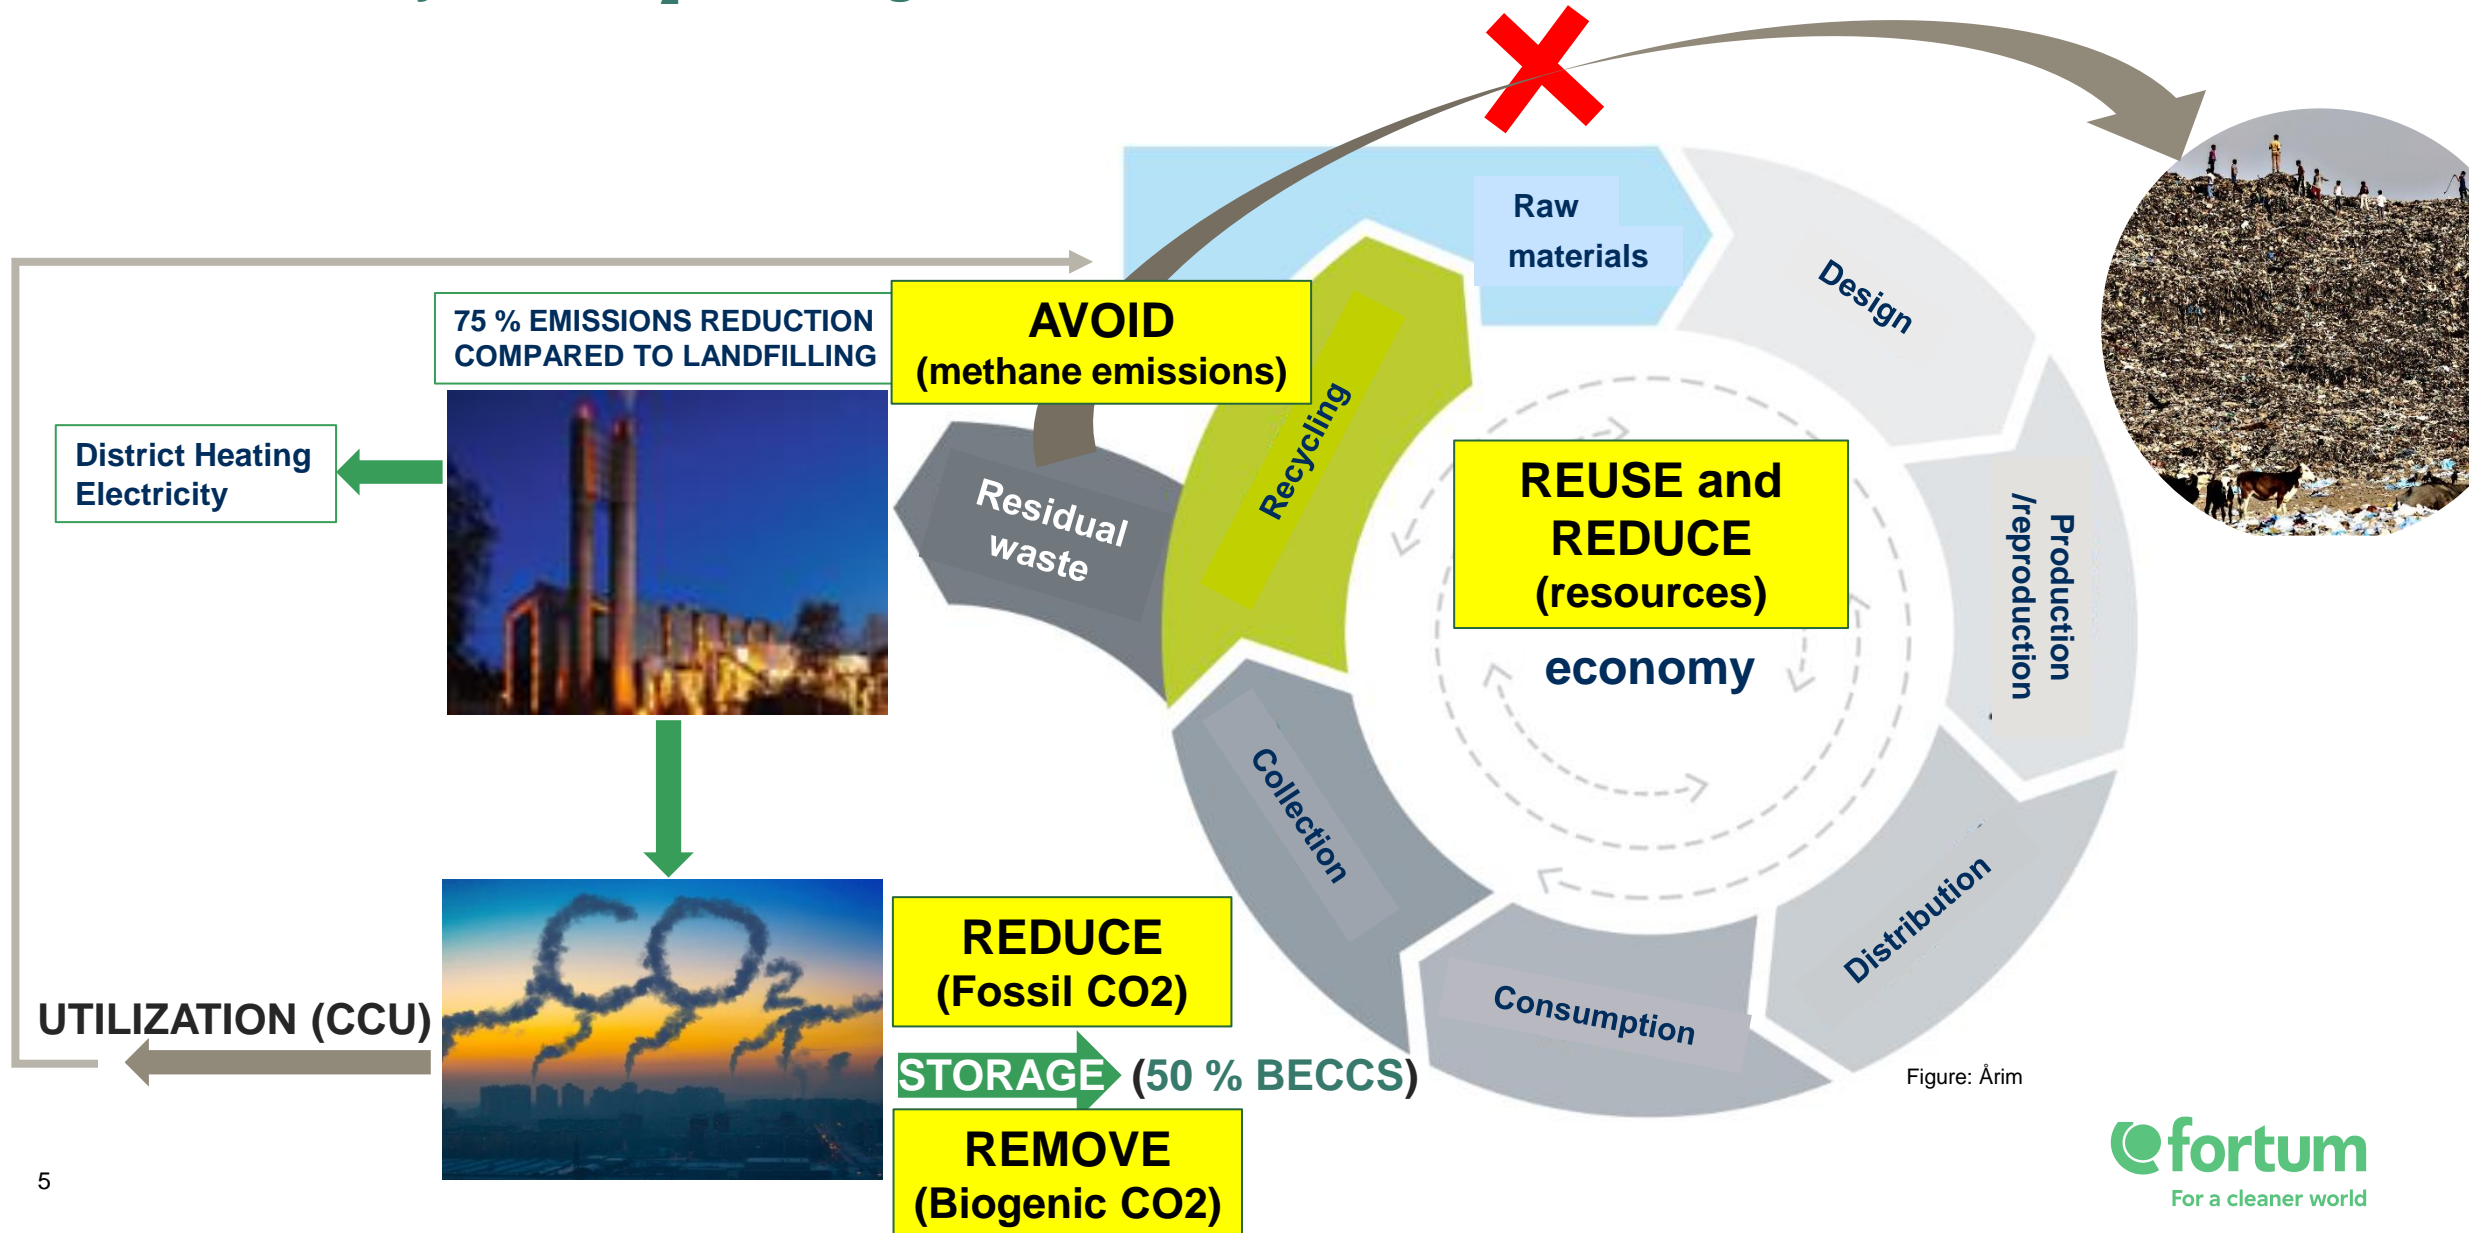 Raw
materials
Design
75 % EMISSIONS REDUCTION
COMPARED TO LANDFILLING
AVOID
(methane emissions)
District Heating
Electricity
Residual
waste
Recycling
REUSE and
REDUCE
(resources)
economy
Production
/reproduction
Collection
Distribution
Consumption
CO2
REDUCE
(Fossil CO2)
UTILIZATION (CCU)
STORAGE (50 % BECCS)
REMOVE
(Biogenic CO2)
Figure: Årim
5
fortum
For a cleaner world